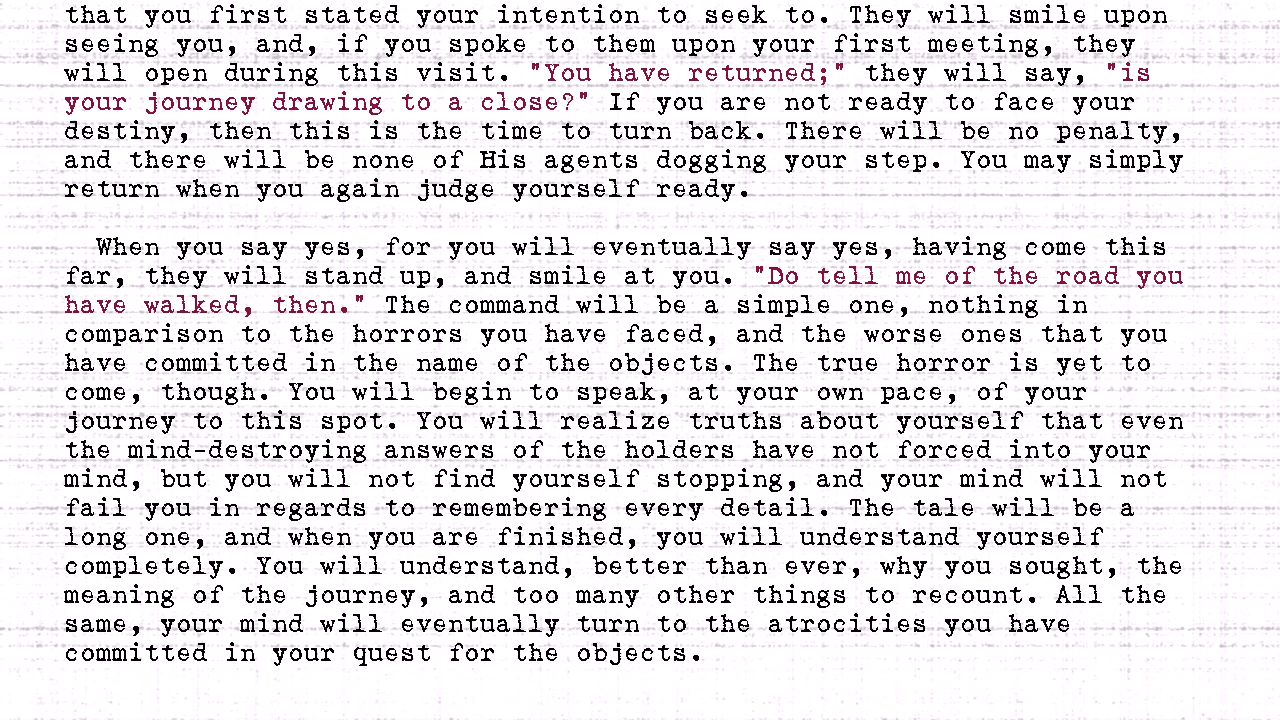 that you first stated your intention to seek to. They will smile upon
seeing you, and, if you spoke to them upon your first meeting, they
will open during this visit. "You have returned;" they will say, "is
your journey drawing to a close?" If you are not ready to face your
destiny, then this is the time to turn back. There will be no penalty,
and there will be none of His agents dogging your step. You may simply
return when you again judge yourself ready.

When you say yes, for you will eventually say yes, having come this
far, they will stand up, and smile at you. "Do tell me of the road you
have walked, then." The command will be a simple one, nothing in
comparison to the horrors you have faced, and the worse ones that you
have committed in the name of the objects. The true horror is yet to
come, though. You will begin to speak, at your own pace, of your
journey to this spot. You will realize truths about yourself that even
the mind-destroying answers of the holders have not forced into your
mind, but you will not find yourself stopping, and your mind will not
fail you in regards to remembering every detail. The tale will be a
long one, and when you are finished, you will understand yourself
completely. You will understand, better than ever, why you sought, the
meaning of the journey, and too many other things to recount. All the
same, your mind will eventually turn to the atrocities you have
committed in your quest for the objects.